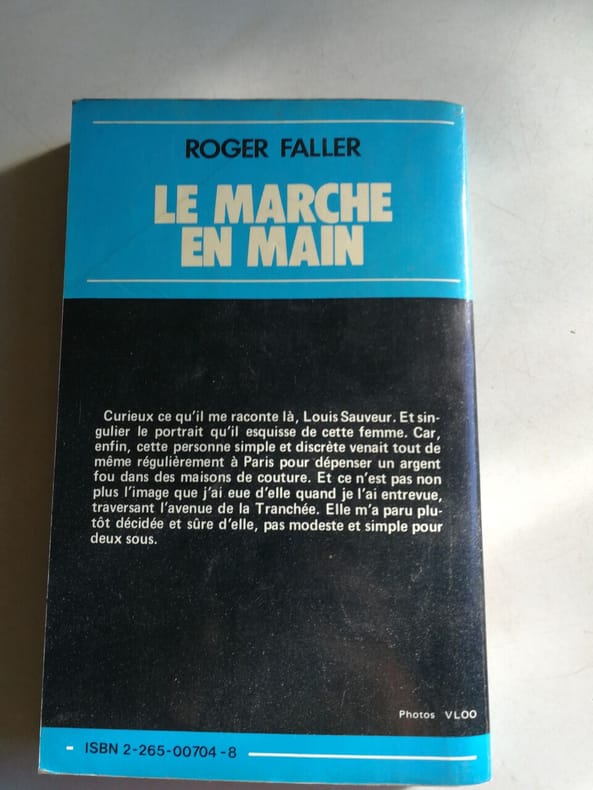 ROGER FALLER
LE MARCHE
EN MAIN
Curieux ce qu'il me raconte là, Louis Sauveur. Et sin-
gulier le portrait qu'il esquisse de cette femme. Car,
enfin, cette personne simple et discrète venait tout de
même régulièrement à Paris pour dépenser un argent
fou dans des maisons de couture. Et ce n'est pas non
plus l'image que j'ai eue d'elle quand je l'ai entrevue,
traversant l'avenue de la Tranchée. Elle m'a paru plu-
tôt décidée et sûre d'elle, pas modeste et simple pour
deux sous.
Photos VLOO
- ISBN 2-265-00704-8